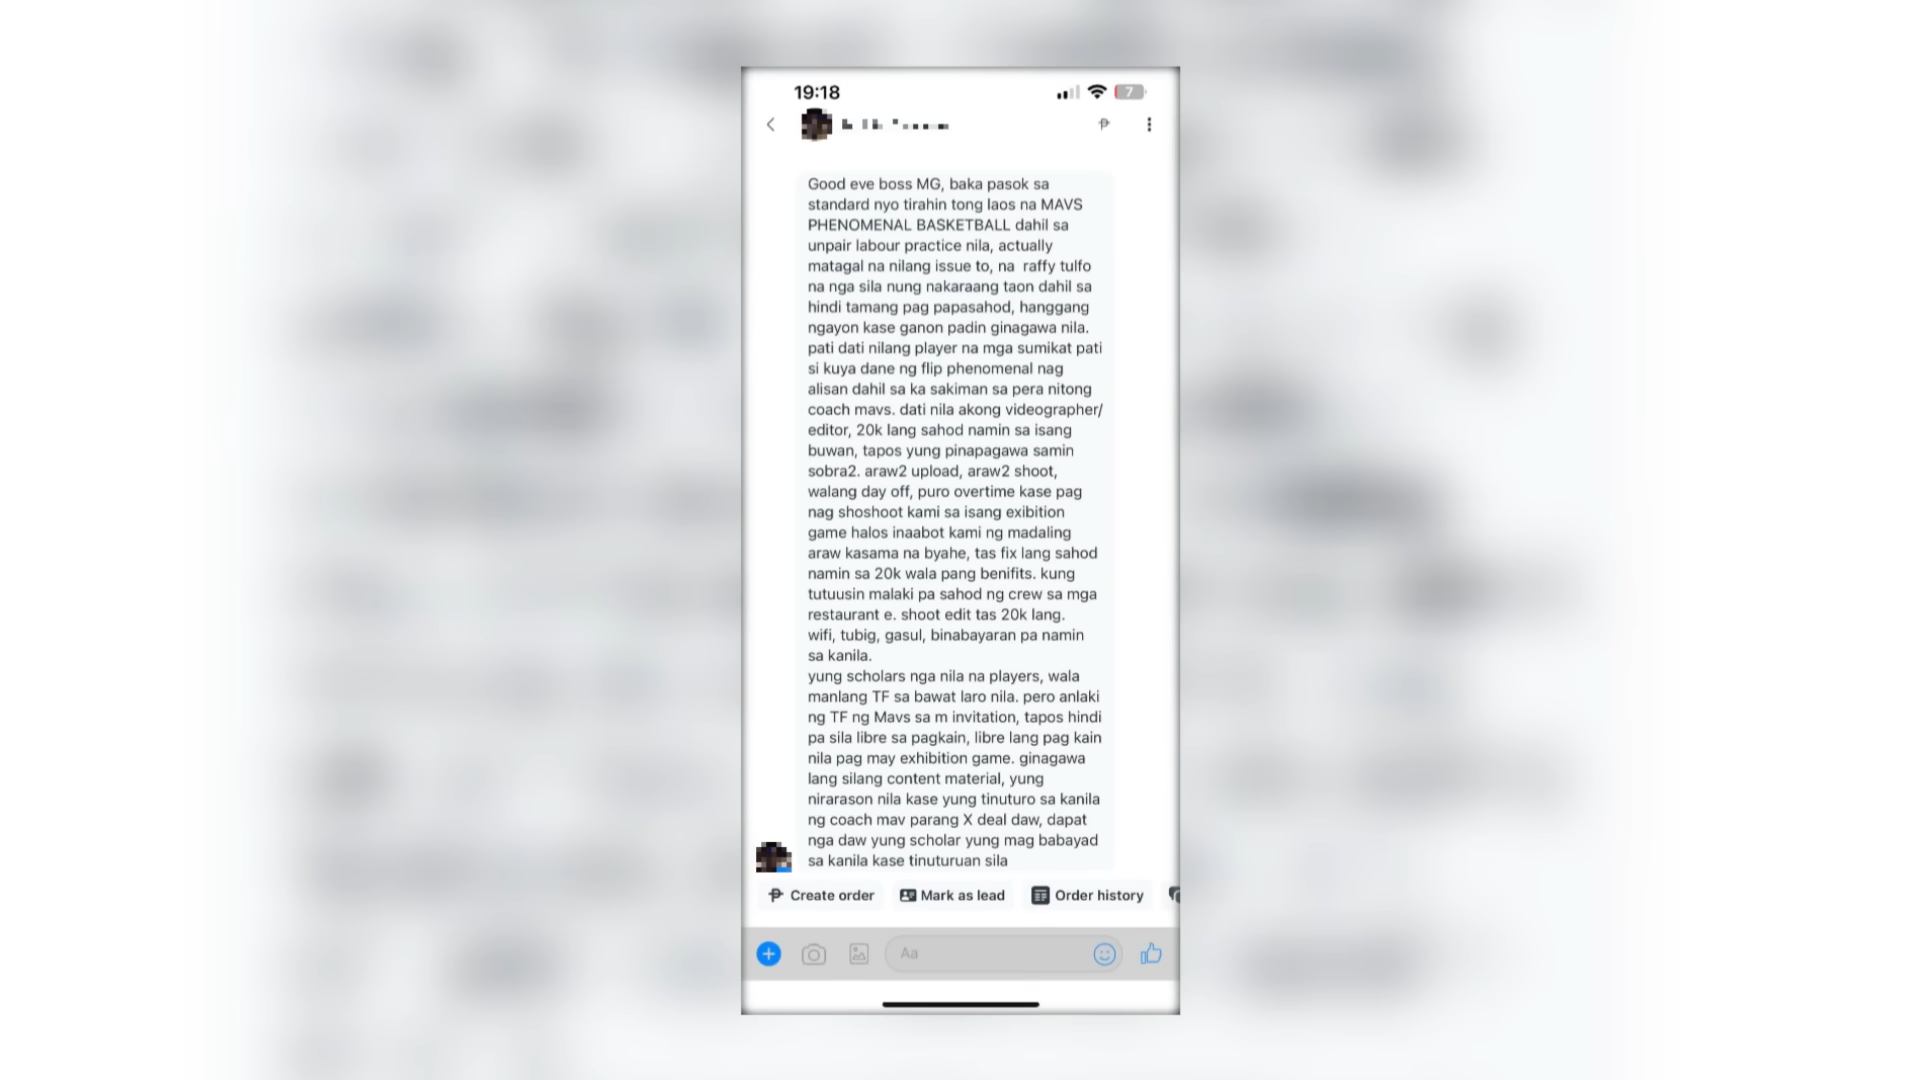 19:18
7
Good eve boss MG, baka pasok sa
standard nyo tirahin tong laos na MAVS
PHENOMENAL BASKETBALL dahil sa
unpair labour practice nila, actually
matagal na nilang issue to, na  raffy tulfo
na nga sila nung nakaraang taon dahil sa
hindi tamang pag papasahod, hanggang
ngayon kase ganon padin ginagawa nila.
pati dati nilang player na mga sumikat pati
si kuya dane ng flip phenomenal nag
alisan dahil sa ka sakiman sa pera nitong
coach mavs. dati nila akong videographer/
editor, 20k lang sahod namin sa isang
buwan, tapos yung pinapagawa samin
sobra2. araw2 upload, araw2 shoot,
walang day off, puro overtime kase pag
nag shoshoot kami sa isang exibition
game halos inaabot kami ng madaling
araw kasama na byahe, tas fix lang sahod
namin sa 20k wala pang benifits. kung
tutuusin malaki pa sahod ng crew sa mga
restaurant e. shoot edit tas 20k lang.
wifi, tubig, gasul, binabayaran pa namin
sa kanila.
yung scholars nga nila na players, wala
manlang TF sa bawat laro nila. pero anlaki
ng TF ng Mavs sa m invitation, tapos hindi
pa sila libre sa pagkain, libre lang pag kain
nila pag may exhibition game. ginagawa
lang silang content material, yung
nirarason nila kase yung tinuturo sa kanila
ng coach mav parang X deal daw, dapat
nga daw yung scholar yung mag babayad
sa kanila kase tinuturuan sila
Create order
Mark as lead
Order history
Aa